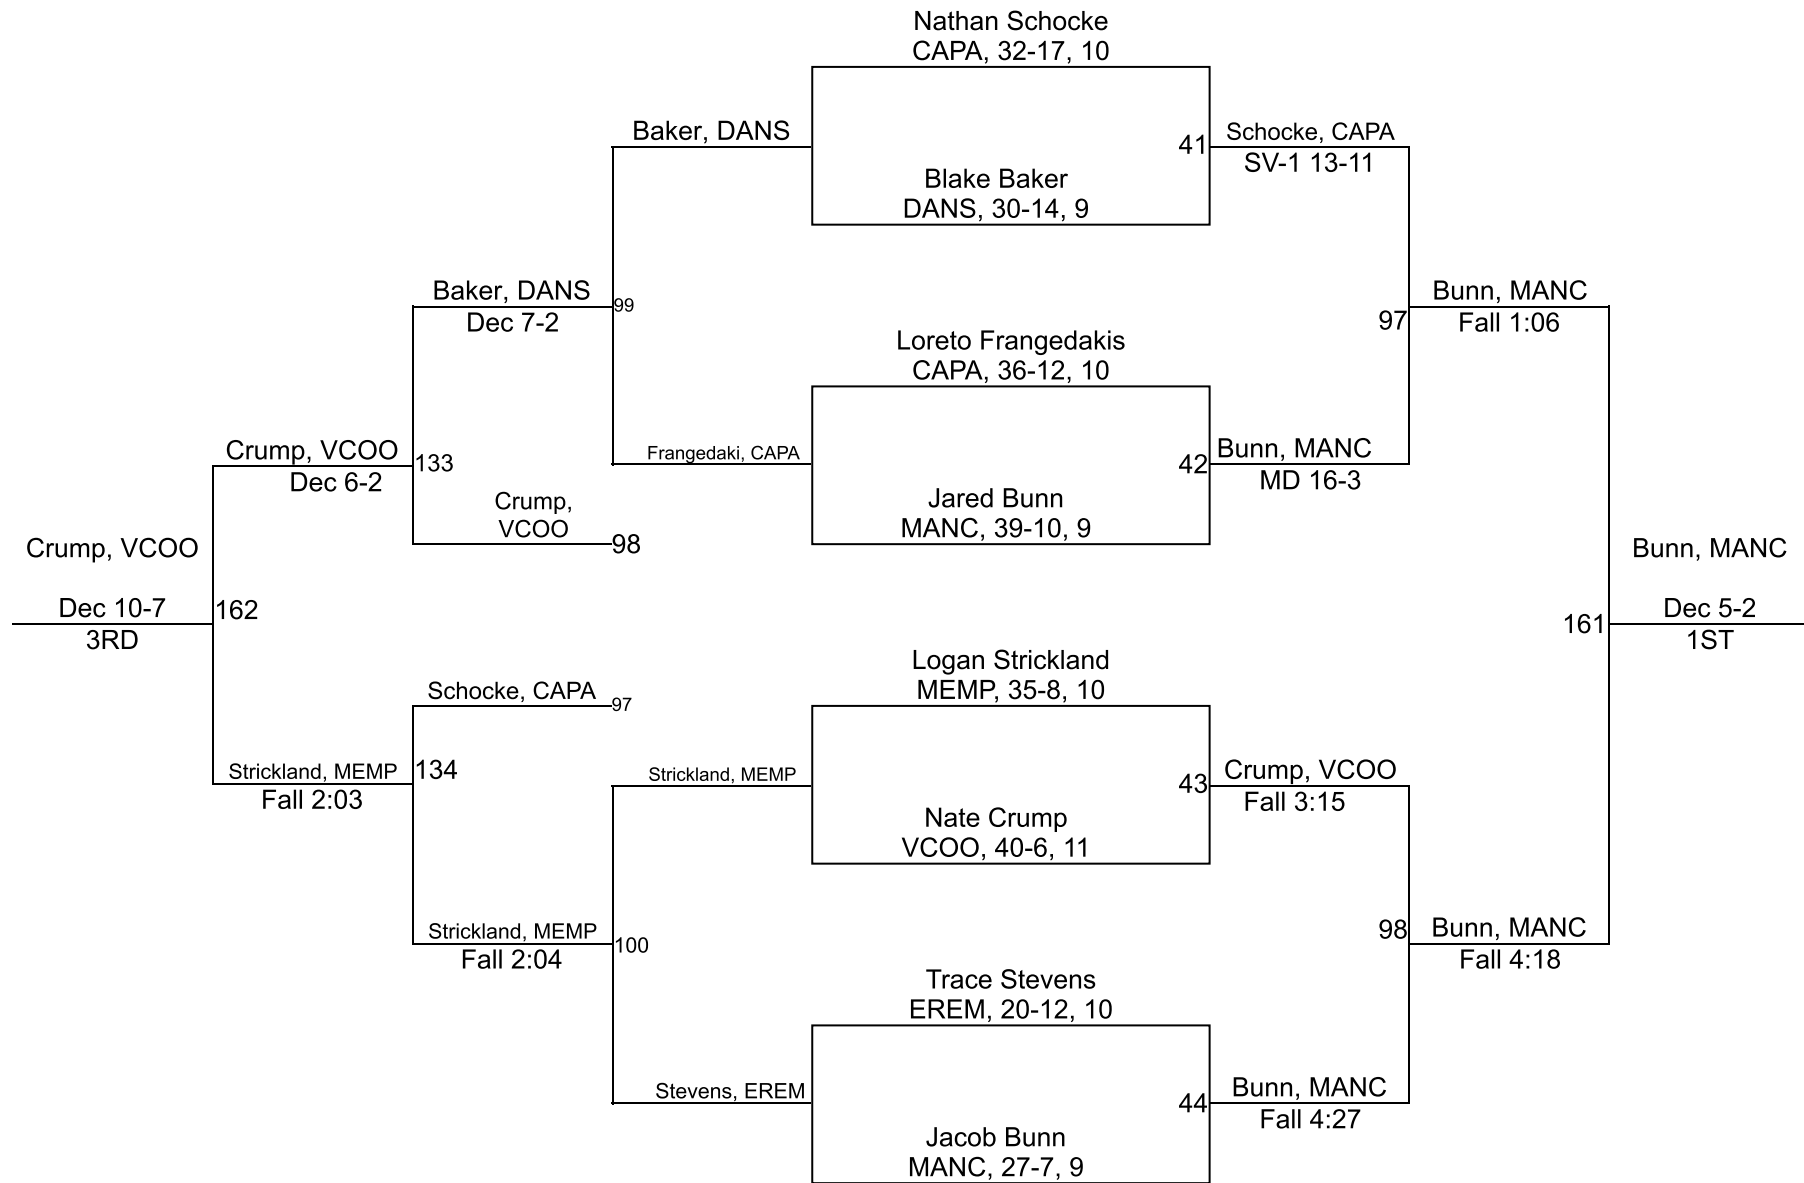 Nathan Schocke
CAPA, 32-17, 10
Baker, DANS
41
Schocke, CAPA
SV-1 13-11
Blake Baker
DANS, 30-14, 9
Baker, DANS
Dec 7-2
99
Bunn, MANC
97
Fall 1:06
Loreto Frangedakis
CAPA, 36-12, 10
Crump, VCOO
Dec 6-2
133
Frangedaki, CAPA
42
Bunn, MANC
MD 16-3
Crump,
VCOO
98
Jared Bunn
MANC, 39-10, 9
Crump, VCOO
Dec 10-7
3RD
162
Bunn, MANC
161
Dec 5-2
1ST
Logan Strickland
MEMP, 35-8, 10
Schocke, CAPA
97
Strickland, MEMP
Fall 2:03
134
Strickland, MEMP
43
Crump, VCOO
Fall 3:15
Nate Crump
VCOO, 40-6, 11
Strickland, MEMP
Fall 2:04
100
98
Bunn, MANC
Fall 4:18
Trace Stevens
EREM, 20-12, 10
Stevens, EREM
44
Bunn, MANC
Fall 4:27
Jacob Bunn
MANC, 27-7, 9